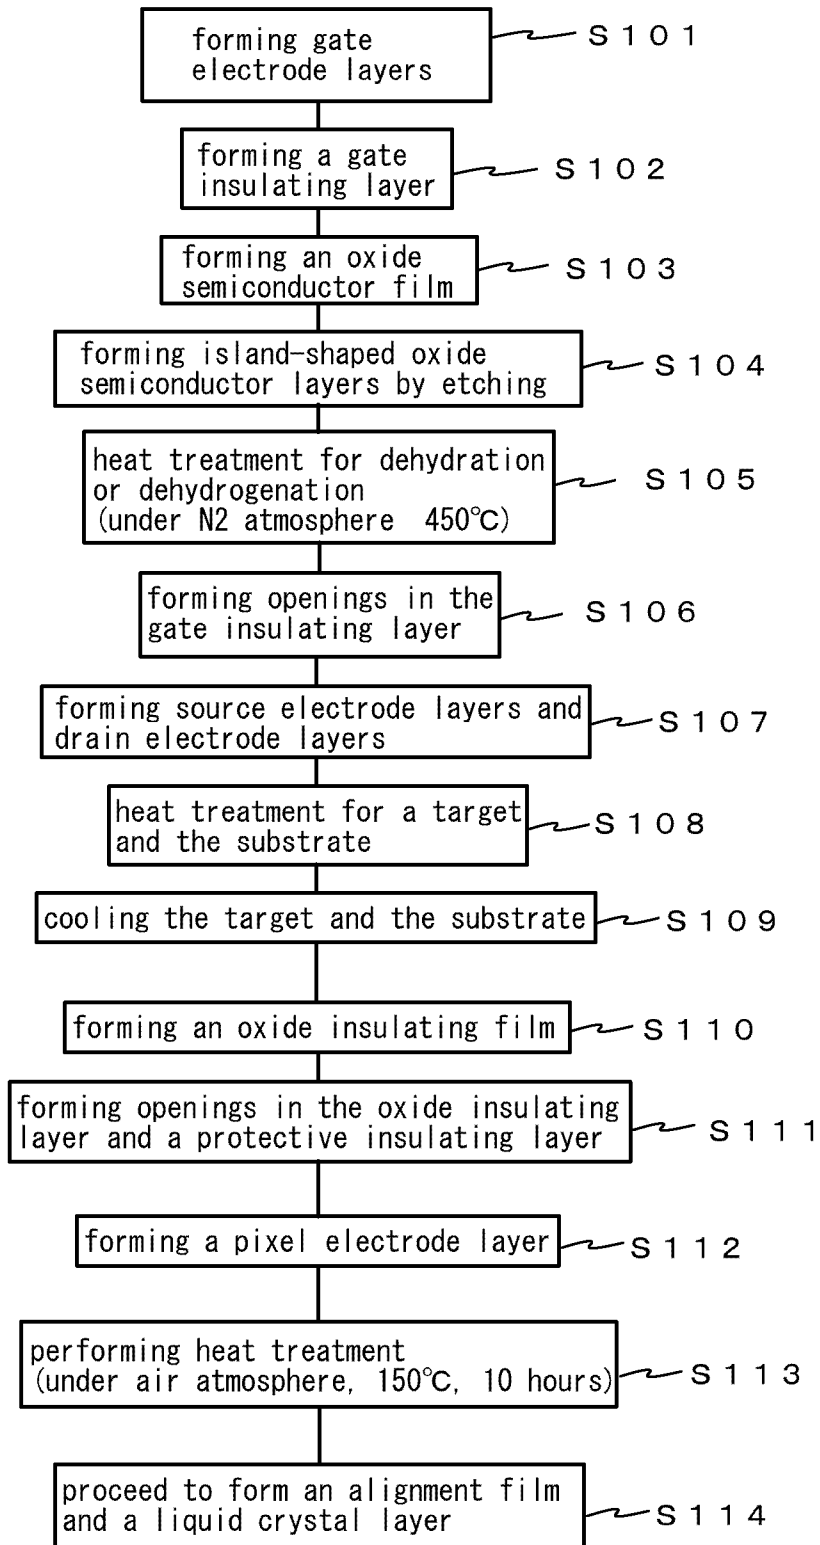 forming gate
electrode layers
S101
forming a gate
insulating layer
S102
forming an oxide
semiconductor film
S103
forming island-shaped oxide
semiconductor layers by etching
S104
heat treatment for dehydration
or dehydrogenation
(under N2 atmosphere 450℃)
S105
forming openings in the
gate insulating layer
S106
forming source electrode layers and
drain electrode layers
S107
heat treatment for a target
and the substrate
S108
cooling the target and the substrate
S109
forming an oxide insulating film
S110
forming openings in the oxide insulating
layer and a protective insulating layer
S111
forming a pixel electrode layer
S112
performing heat treatment
(under air atmosphere, 150℃, 10 hours)
S113
proceed to form an alignment film
and a liquid crystal layer
S114